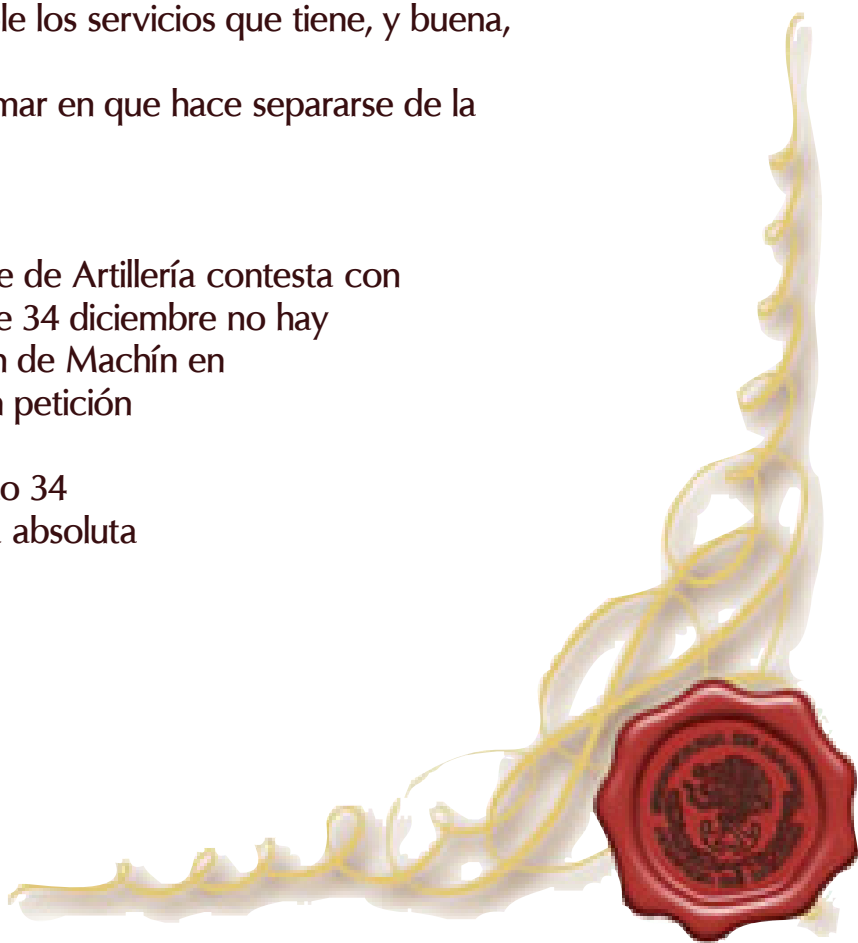 le los servicios que tiene, y buena,
mar en que hace separarse de la
e de Artillería contesta con
e 34 diciembre no hay
n de Machín en
petición
o 34
absoluta